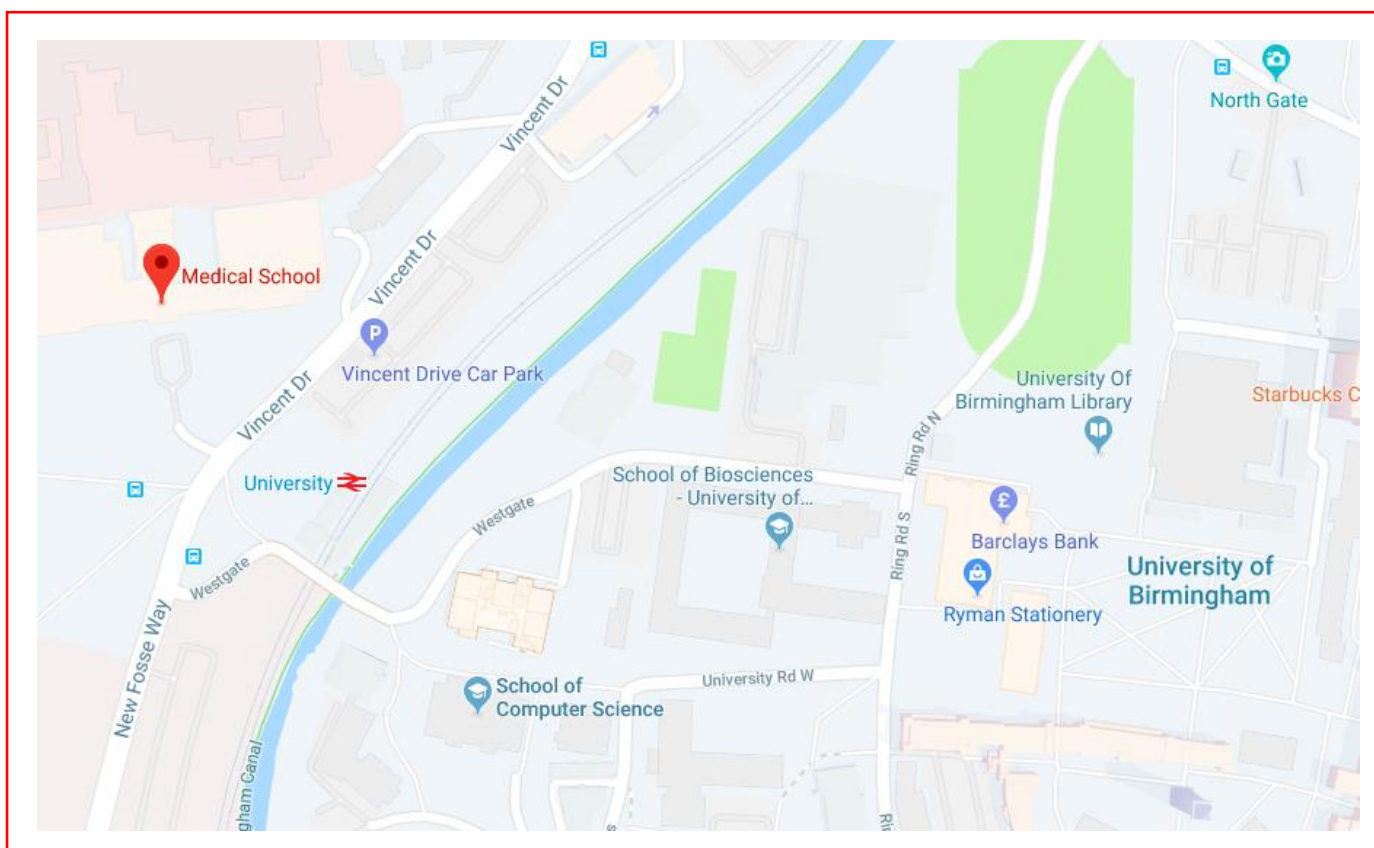 North Gate
Vincent Dr
Medical School
Vincent Dr
Vincent Drive Car Park
University Of
Birmingham Library
Starbucks C
Vincent Dr
Ring Rd N
University
School of Biosciences
- University of...
Westgate
Barclays Bank
Ring Rd S
University of
Birmingham
Westgate
Ryman Stationery
New Fosse Way
University Rd W
School of
Computer Science
gham Canal
Ri
s